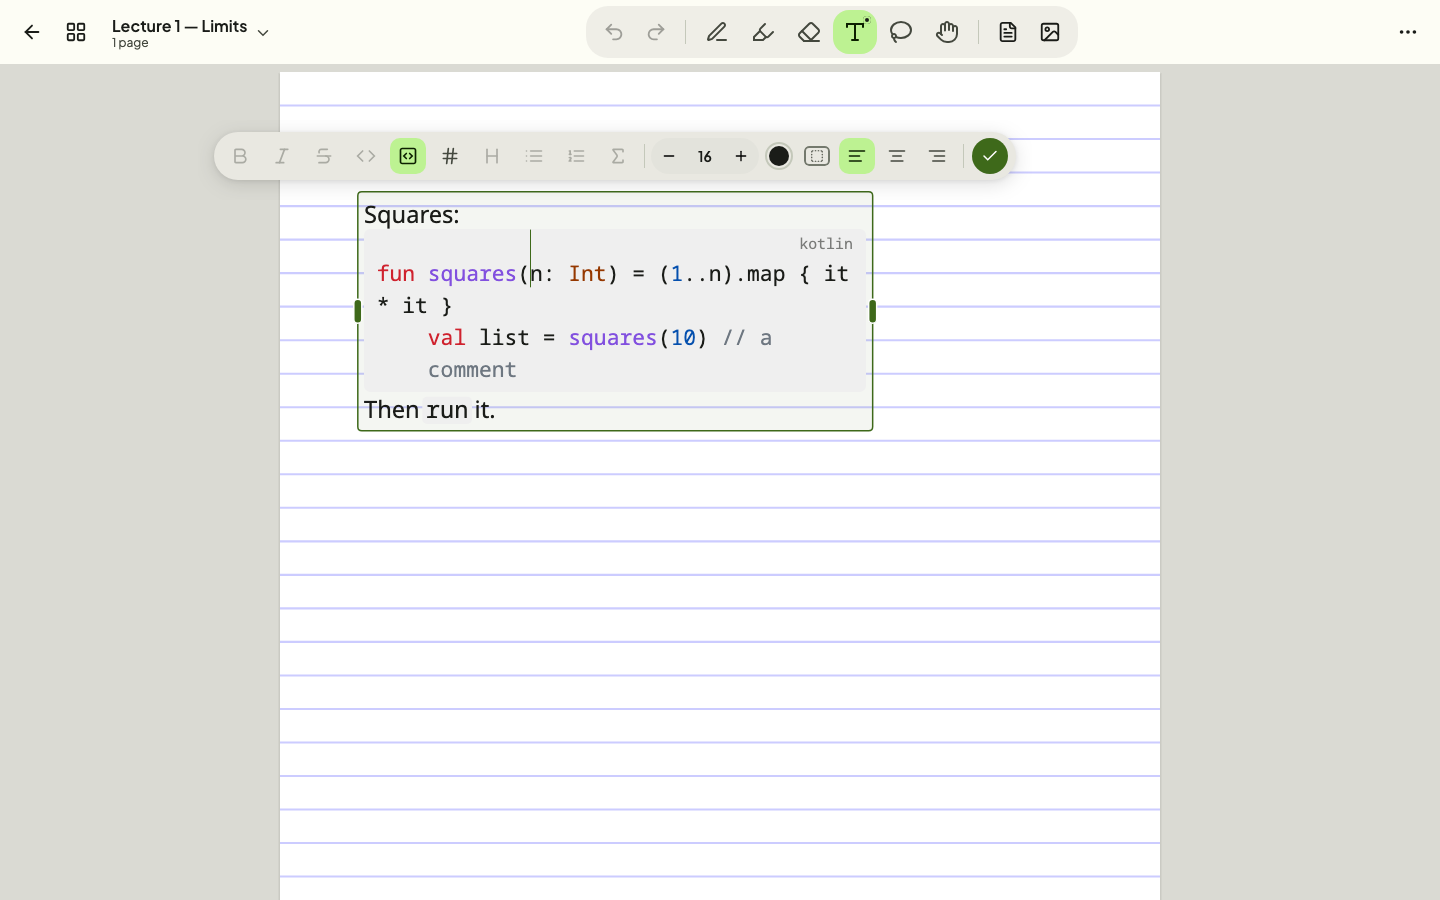 Lecture 1 — Limits
1 page
16
Squares:
kotlin
fun squares(n: Int) = (1..n).map { it
* it }
    val list = squares(10) // a
    comment
Then run it.